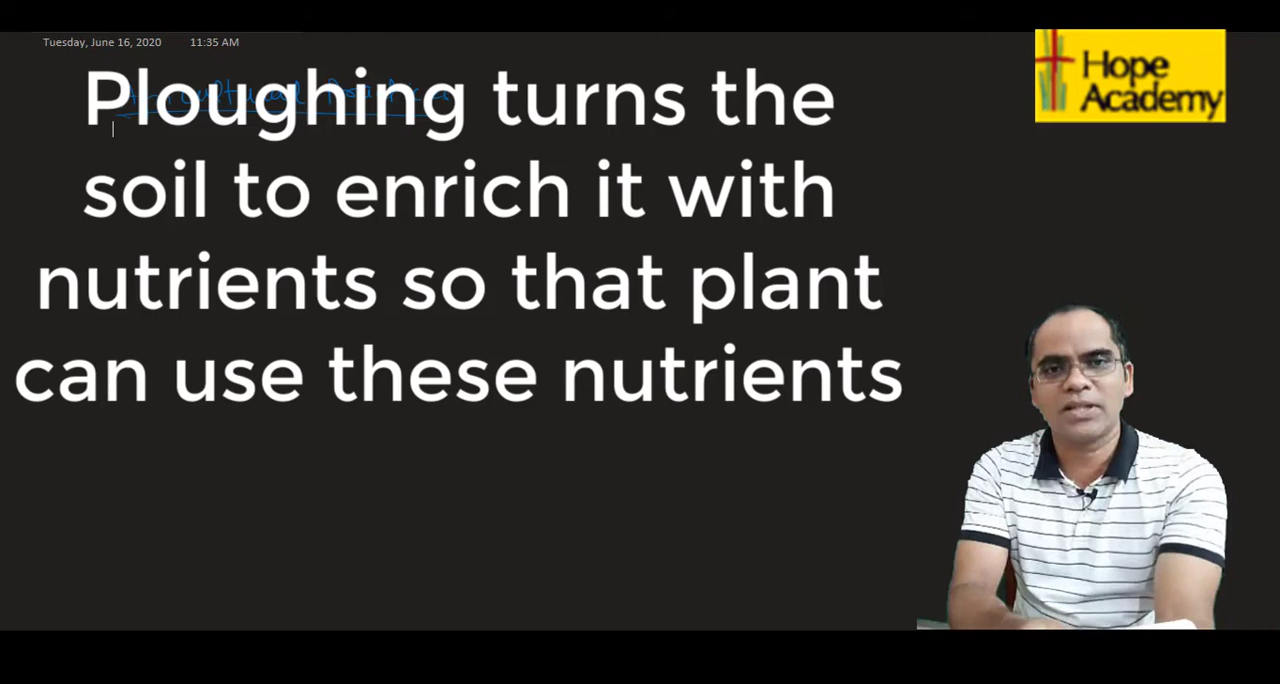 Tuesday, June 16, 2020 11:35 AM
Hope
Academy
Ploughing turns the
soil to enrich it with
nutrients so that plant
can use these nutrients